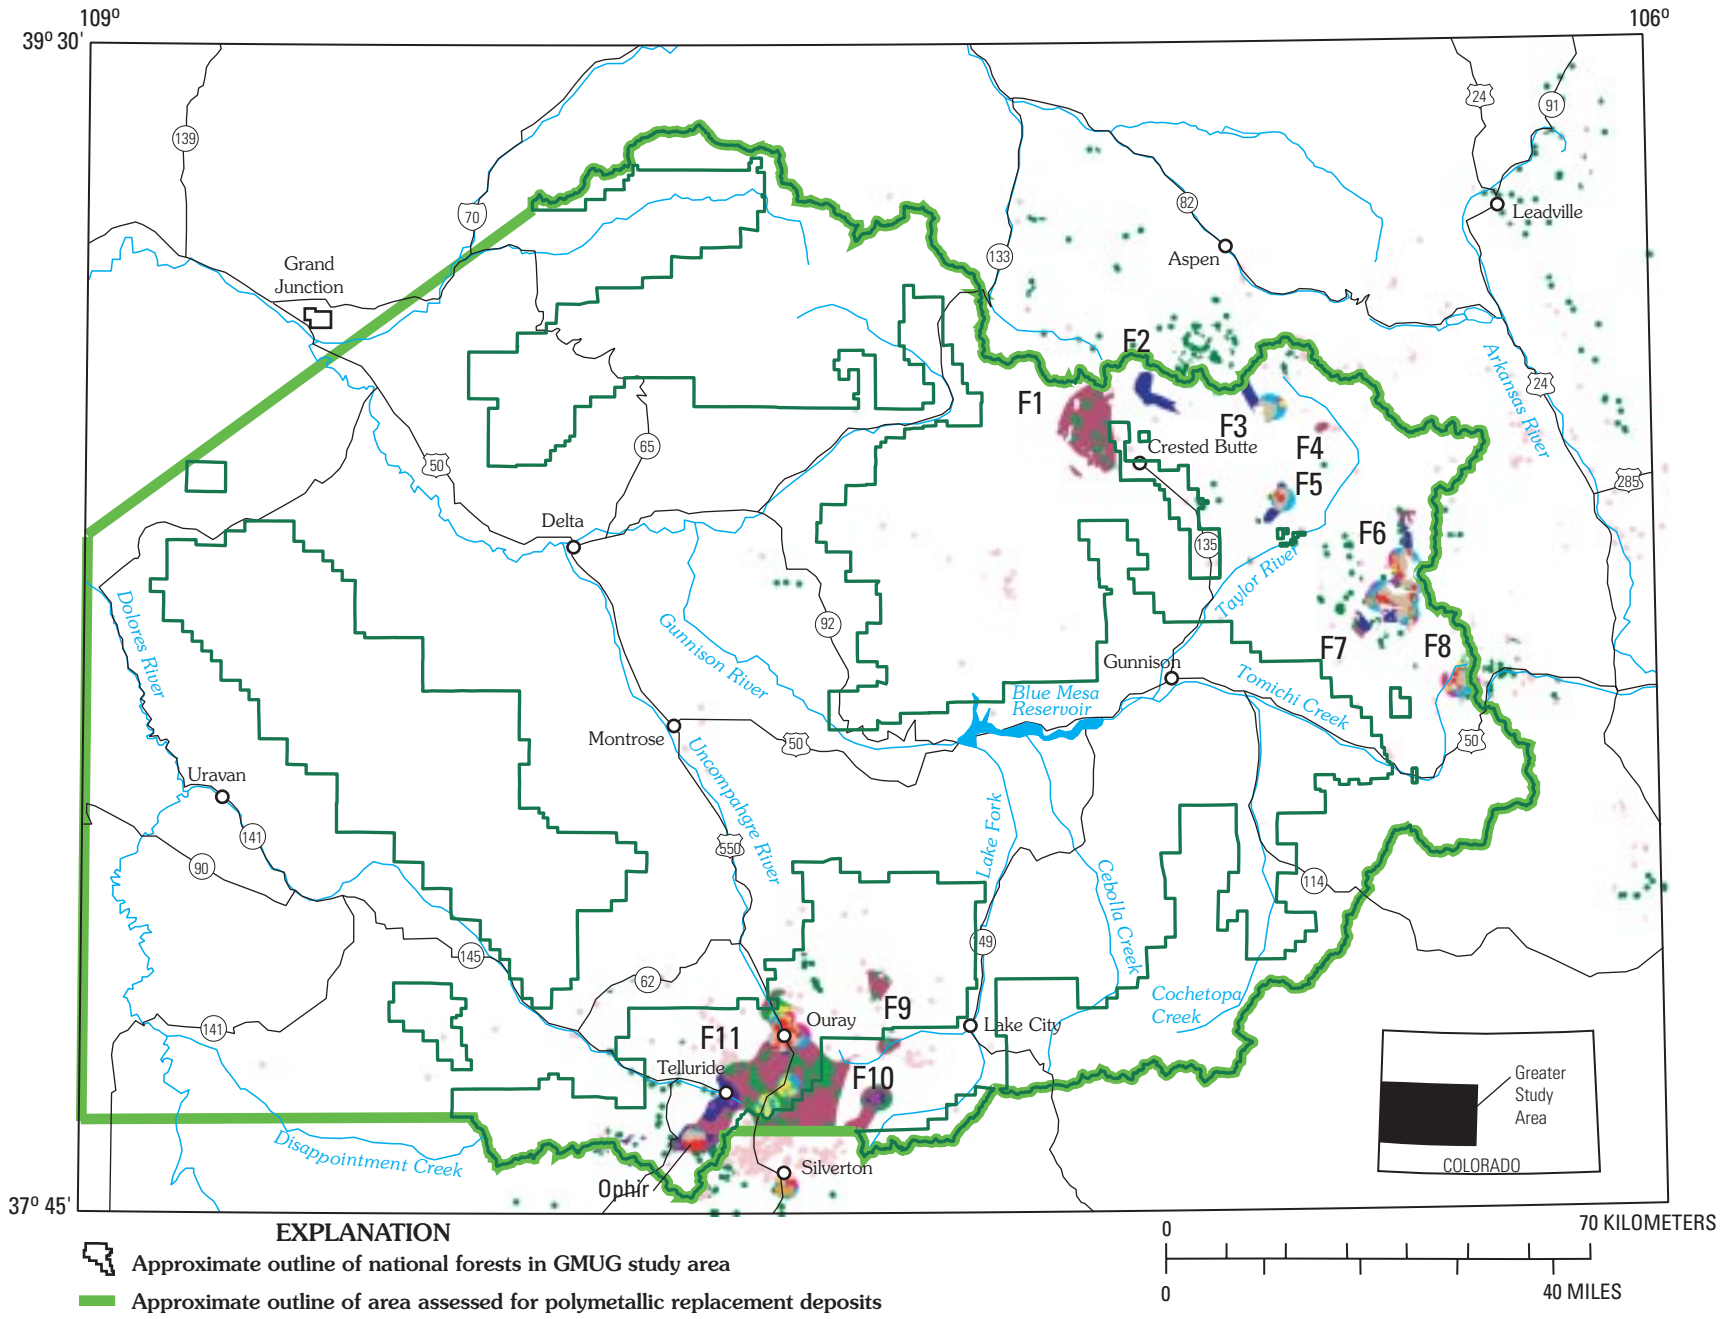 109º
106º
39º 30'
24
91
139
82
70
Leadville
Grand
Junction
133
Aspen
F2
Arkansas River
24
F1
F3
F4
Crested Butte
65
50
F5
285
Delta
F6
135
Taylor River
Dolores River
Gunnison River
92
F7
F8
Gunnison
Tomichi Creek
Blue Mesa
Reservoir
Montrose
50
50
Uncompahgre River
Uravan
141
550
Lake Fork
90
Cebolla Creek
114
149
145
62
Cochetopa
Creek
F9
141
Ouray
Lake City
F11
Telluride
F10
Greater
Study
Area
COLORADO
Disappointment Creek
Silverton
Ophir
37º 45'
EXPLANATION
Approximate outline of national forests in GMUG study area
Approximate outline of area assessed for polymetallic replacement deposits
0
70 KILOMETERS
0
40 MILES